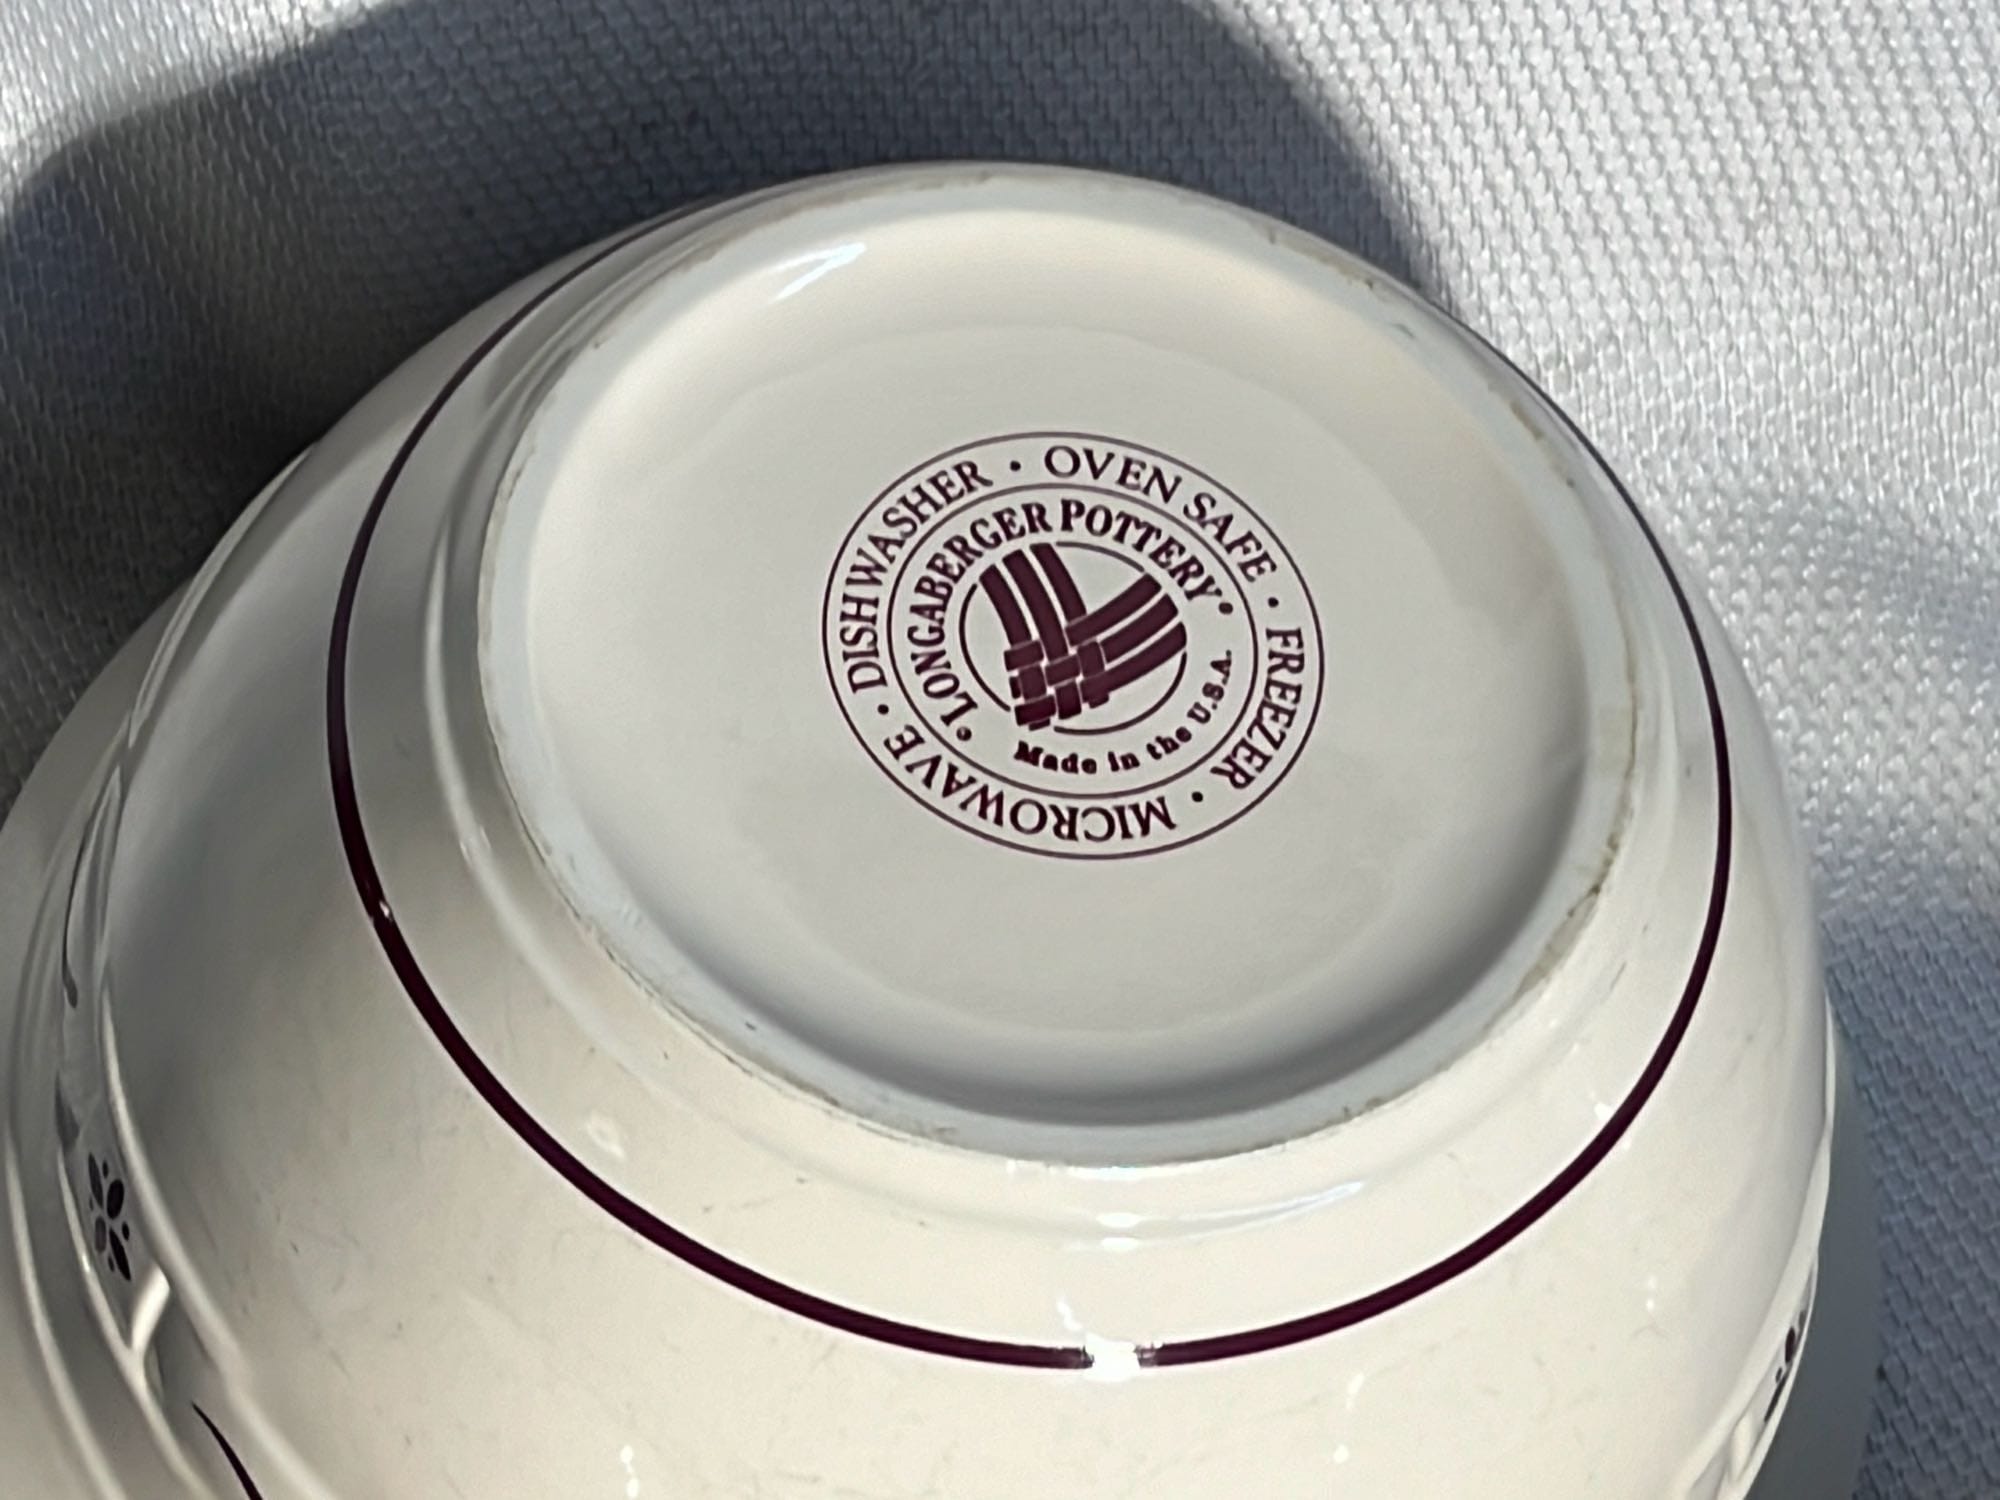 DISHWASHER · OVEN SAFE · FREEZER · MICROWAVE ·
LONGABERGER POTTERY®
Made in the U.S.A.